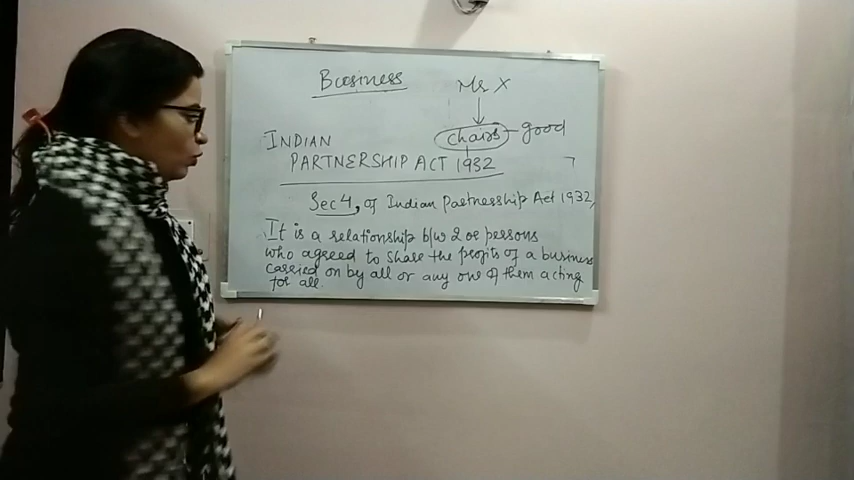 Business
Mr X
chairs - good
INDIAN
PARTNERSHIP ACT 1932
Sec 4, of Indian Partnership Act 1932,
It is a relationship b/w 2 or persons
who agreed to share the profits of a business
carried on by all or any one of them acting
for all.